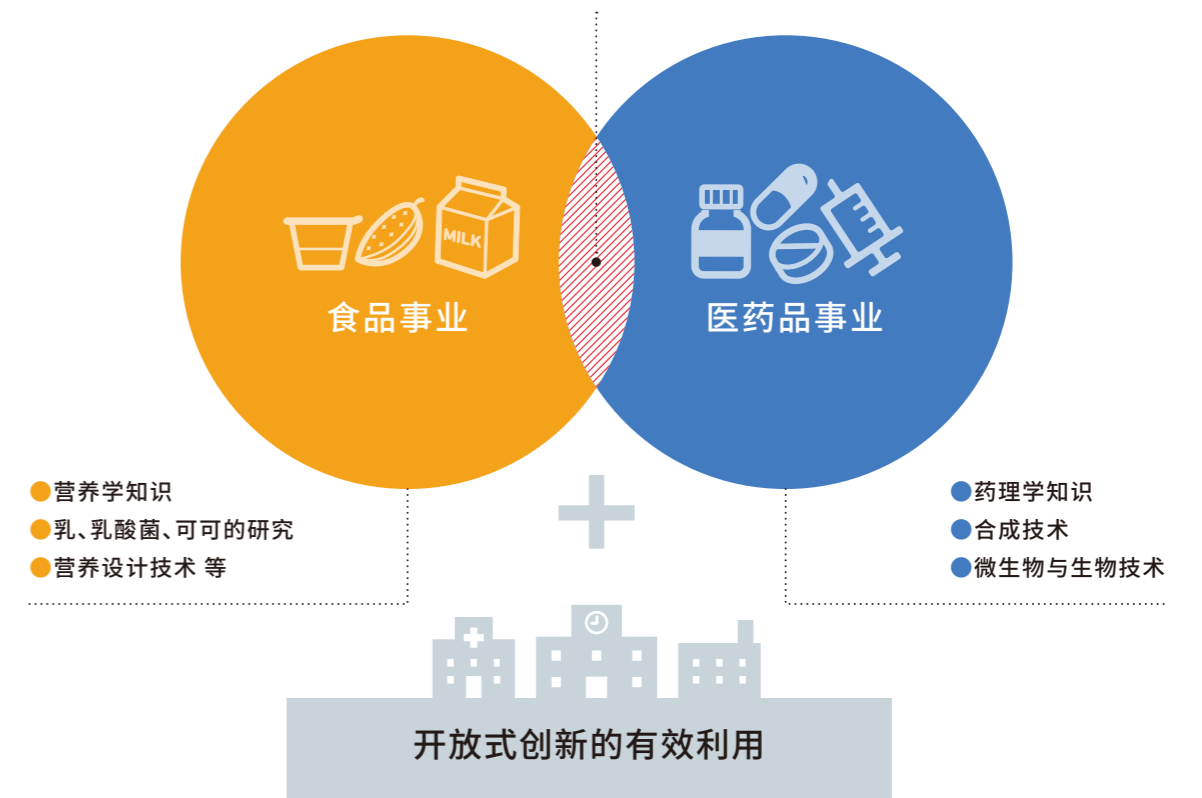 MILK
食品事业
医药品事业
●营养学知识
●乳、乳酸菌、可可的研究
●营养设计技术 等
●药理学知识
●合成技术
●微生物与生物技术
开放式创新的有效利用